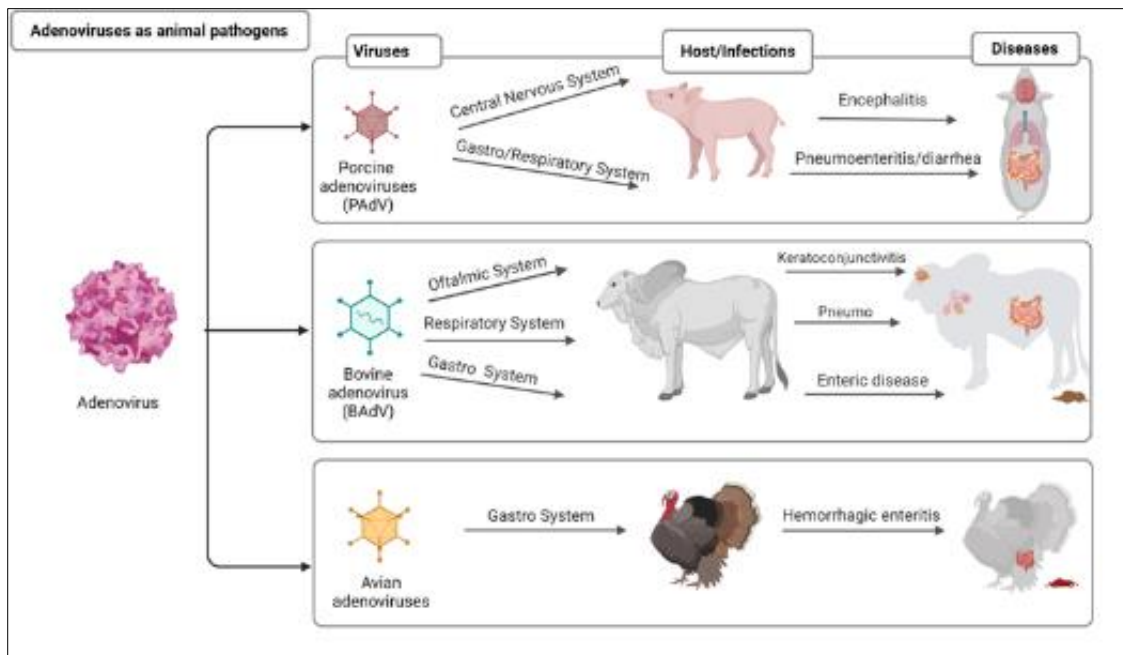 Adenoviruses as animal pathogens
Viruses
Host/Infections
Diseases
Central Nervous System
Gastro/Respiratory System
Porcine
adenoviruses
(PAdV)
Encephalitis
Pneumoenteritis/diarrhea
Adenovirus
Oftalmic System
Respiratory System
Gastro System
Bovine
adenovirus
(BAdV)
Keratoconjunctivitis
Pneumo
Enteric disease
Gastro System
Hemorrhagic enteritis
Avian
adenoviruses